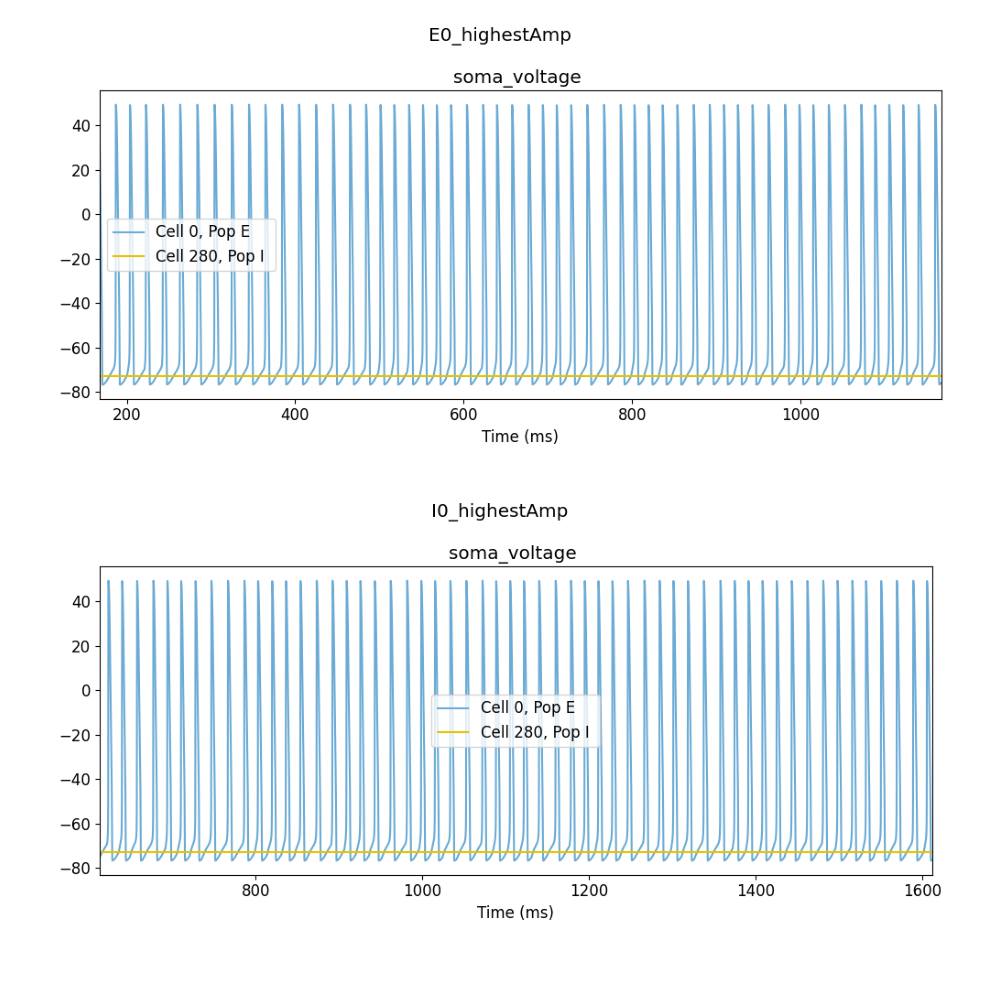 E0_highestAmp
soma_voltage
40
20
0
−20
−40
−60
−80
Cell 0, Pop E
Cell 280, Pop I
200 400 600 800 1000
Time (ms)
I0_highestAmp
soma_voltage
40
20
0
−20
−40
−60
−80
Cell 0, Pop E
Cell 280, Pop I
800 1000 1200 1400 1600
Time (ms)